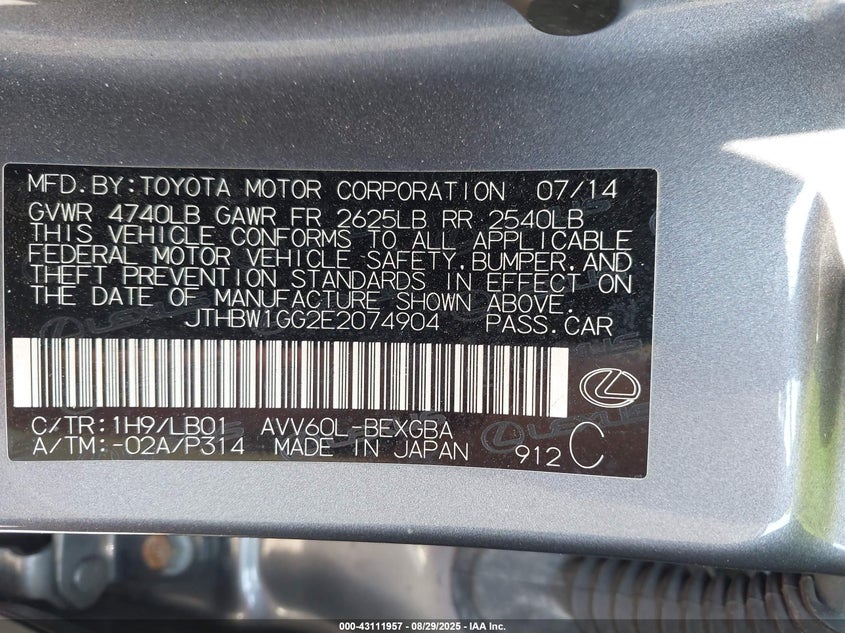 MFD.BY:TOYOTA MOTOR CORPORATION 07/14
GVWR 4740LB GAWR FR 2625LB RR 2540LB
THIS VEHICLE CONFORMS TO ALL APPLICABLE
FEDERAL MOTOR VEHICLE SAFETY,BUMPER,AND
THEFT PREVENTION STANDARDS IN EFFECT ON
THE DATE OF MANUFACTURE SHOWN ABOVE.
JTHBW1GG2E2074904 PASS.CAR
C/TR:1H9/LB01 AVV60L-BEXGBA
A/TM:-02A/P314 MADE IN JAPAN 912 C
LEXUS
000-43111957 - 08/29/2025 - IAA Inc.